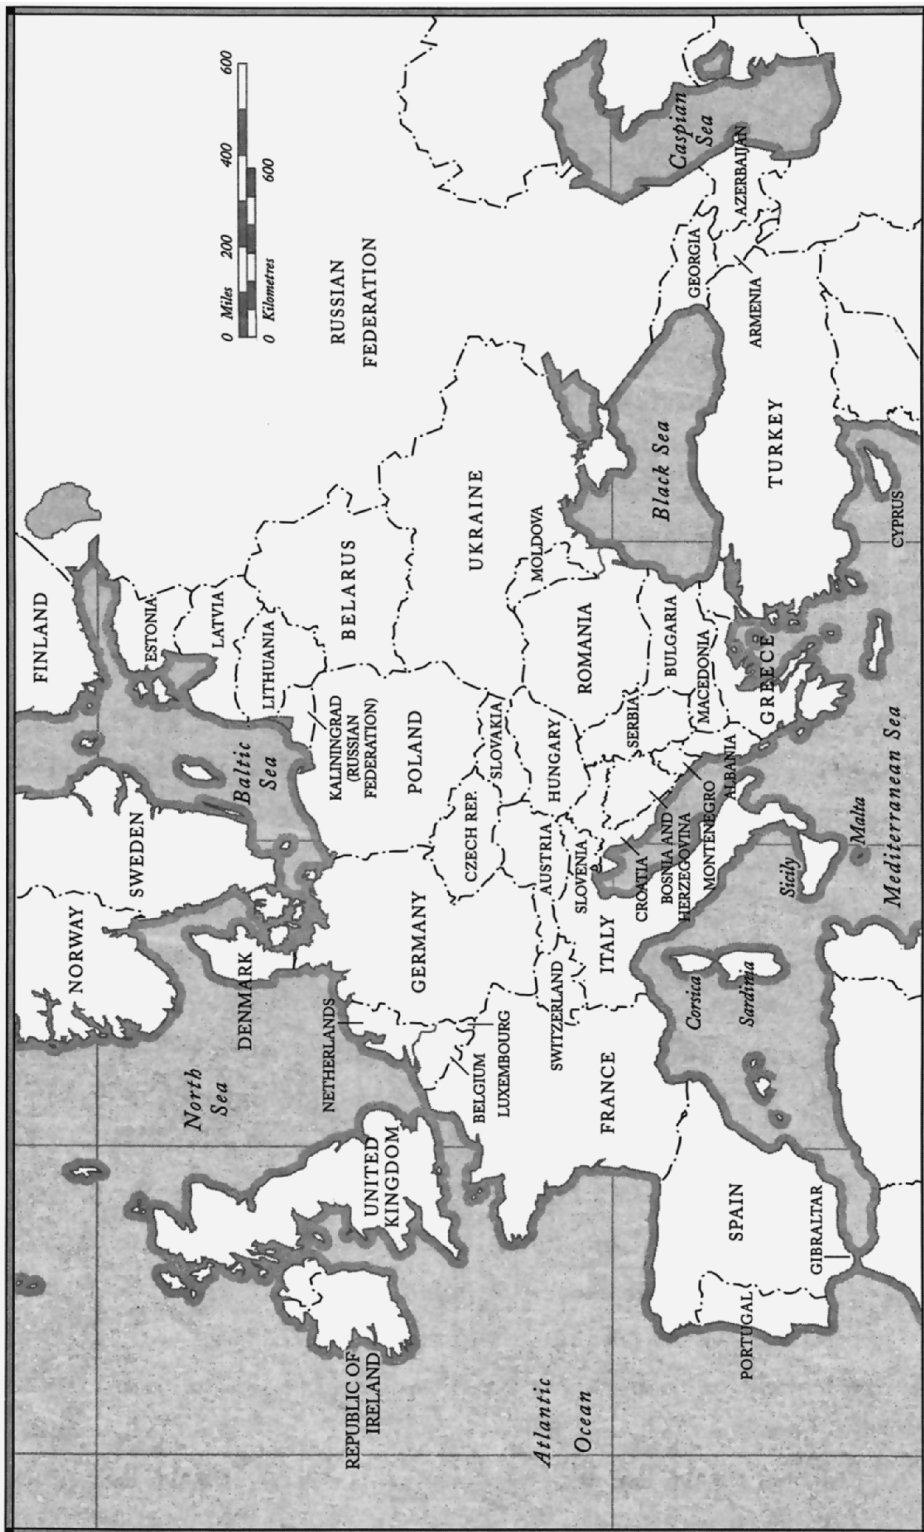 0 Miles 200 400 600
0 Kilometres 600
NORWAY
SWEDEN
FINLAND
ESTONIA
LATVIA
LITHUANIA
Baltic
Sea
DENMARK
North
Sea
RUSSIAN
FEDERATION
KALININGRAD
(RUSSIAN
FEDERATION)
BELARUS
REPUBLIC OF
IRELAND
UNITED
KINGDOM
NETHERLANDS
GERMANY
POLAND
BELGIUM
LUXEMBOURG
CZECH REP.
SLOVAKIA
UKRAINE
Atlantic
Ocean
FRANCE
SWITZERLAND
AUSTRIA
HUNGARY
MOLDOVA
SLOVENIA
ITALY
ROMANIA
CROATIA
BOSNIA AND
HERZEGOVINA
MONTENEGRO
SERBIA
BULGARIA
Black Sea
GEORGIA
Caspian
Sea
AZERBAIJAN
ARMENIA
Corsica
Sardinia
ALBANIA
MACEDONIA
PORTUGAL
SPAIN
GREECE
TURKEY
GIBRALTAR
Sicily
Malta
Mediterranean Sea
CYPRUS